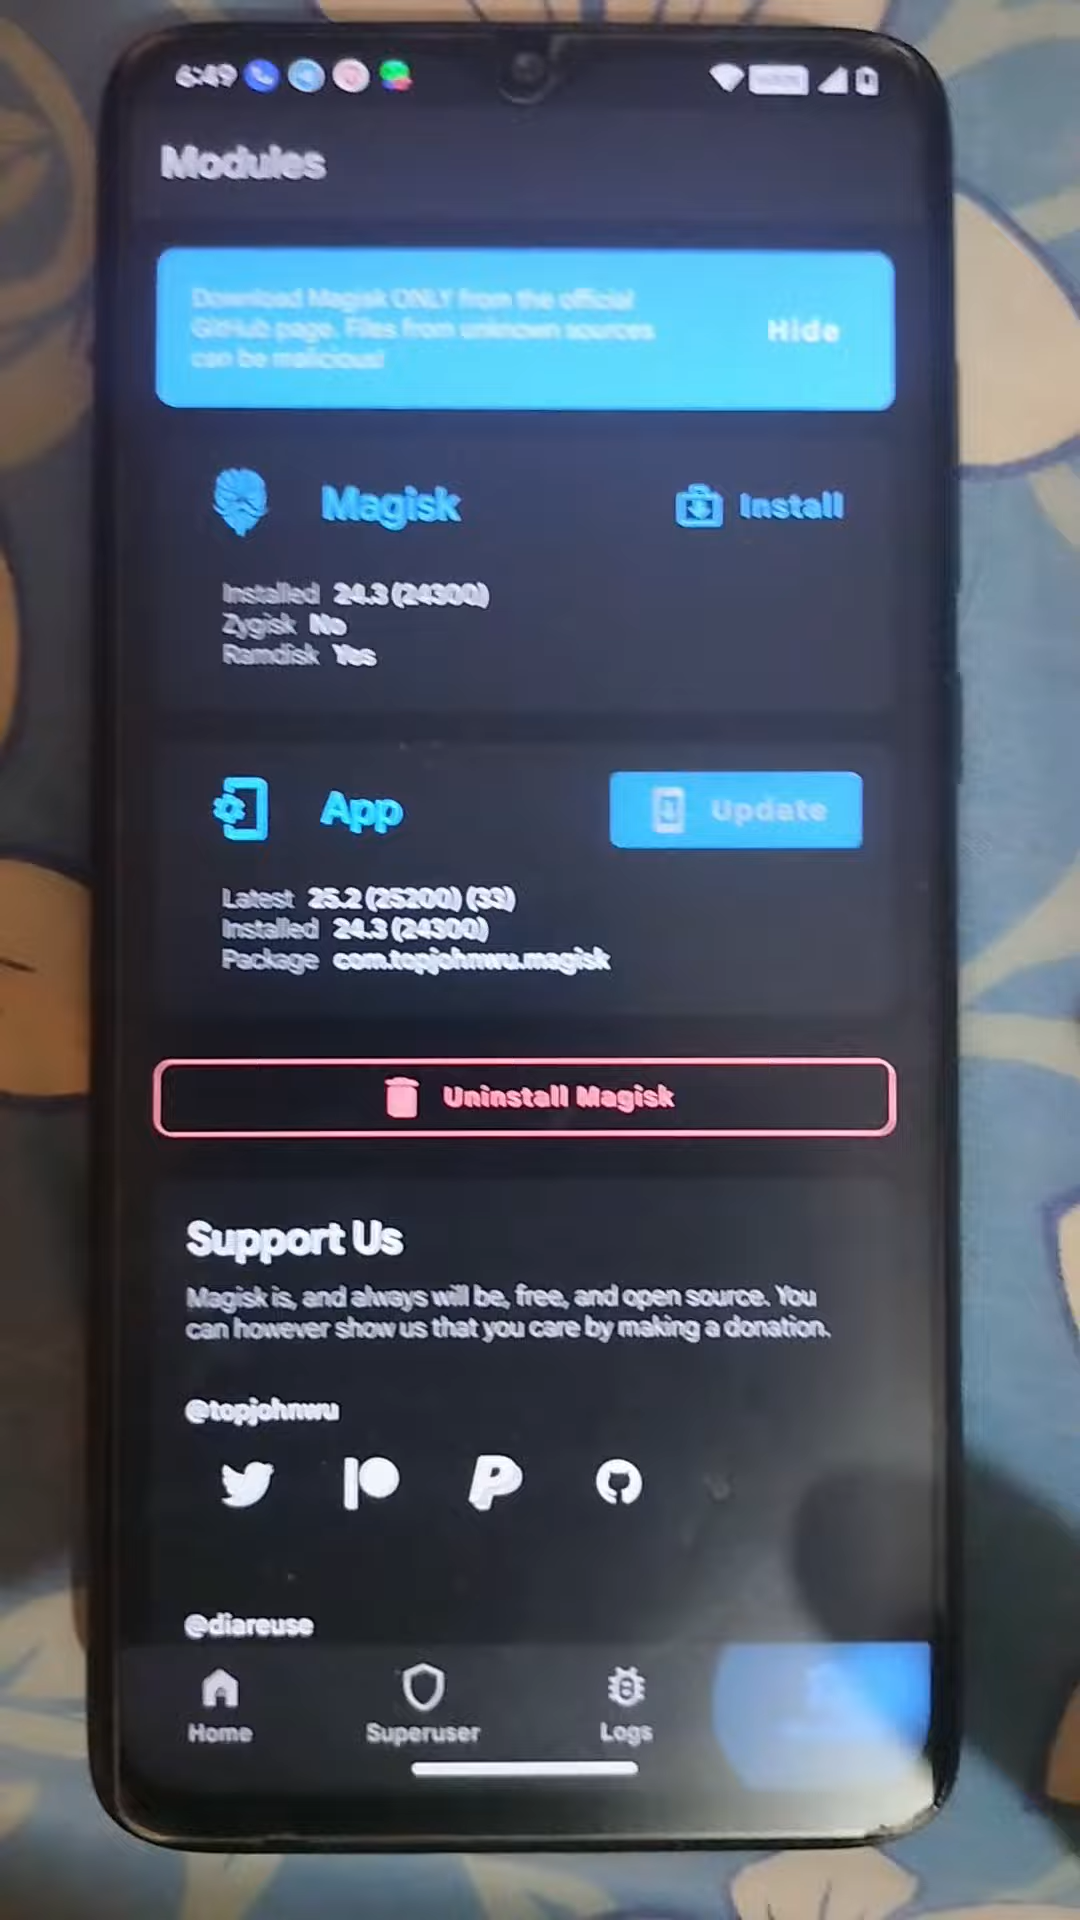 6:49
Modules
Download Magisk ONLY from the official
GitHub page. Files from unknown sources
can be malicious!
Hide
Magisk
Install
Installed 24.3 (24300)
Zygisk No
Ramdisk Yes
App
Update
Latest 25.2 (25200) (33)
Installed 24.3 (24300)
Package com.topjohnwu.magisk
Uninstall Magisk
Support Us
Magisk is, and always will be, free, and open source. You
can however show us that you care by making a donation.
@topjohnwu
@diareuse
Home
Superuser
Logs